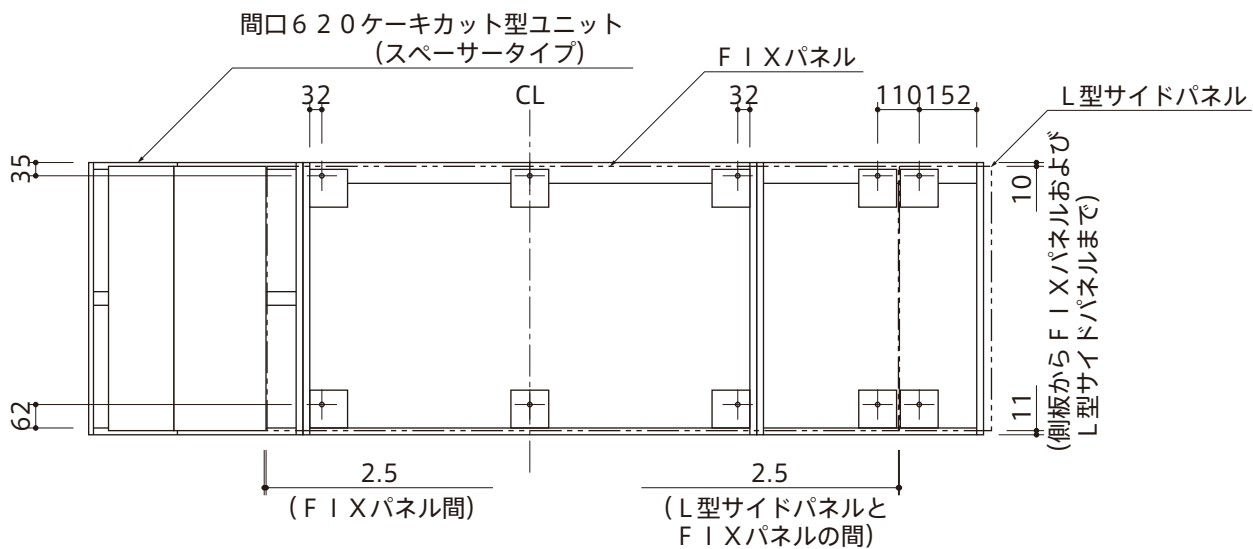 間口６２０ケーキカット型ユニット
(スペーサータイプ)
ＦＩＸパネル
32
CL
32
110
152
Ｌ型サイドパネル
35
62
10
11
(側板からＦＩＸパネルおよび
Ｌ型サイドパネルまで)
2.5
(ＦＩＸパネル間)
2.5
(Ｌ型サイドパネルと
ＦＩＸパネルの間)